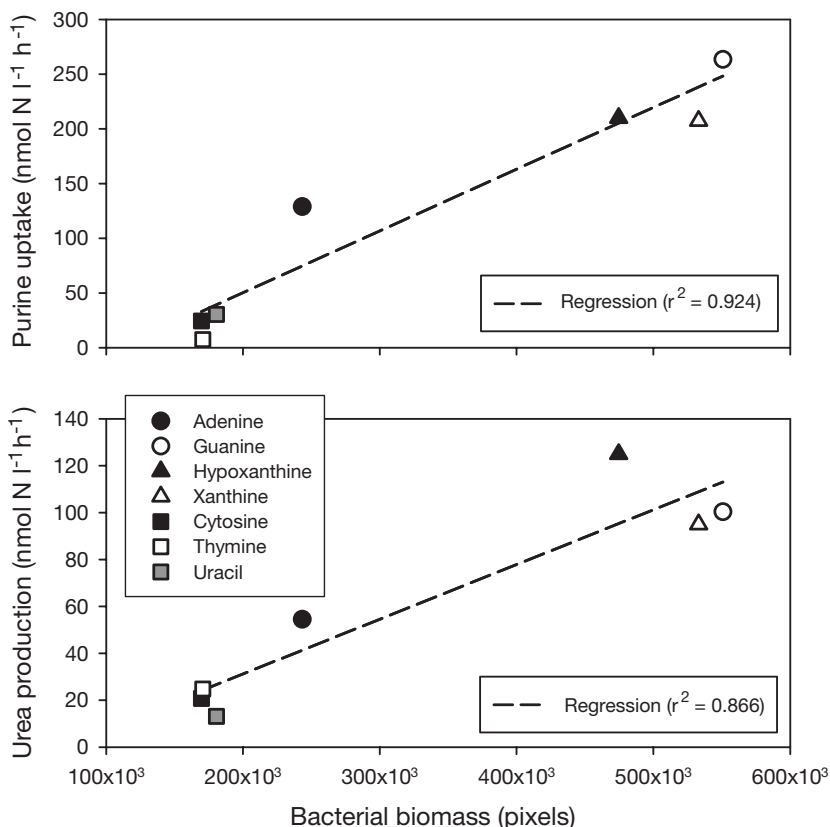 Purine uptake (nmol N l⁻¹ h⁻¹)
300
250
200
150
100
50
0
Regression (r² = 0.924)
Urea production (nmol N l⁻¹ h⁻¹)
140
120
100
80
60
40
20
0
Adenine
Guanine
Hypoxanthine
Xanthine
Cytosine
Thymine
Uracil
Regression (r² = 0.866)
100x10³ 200x10³ 300x10³ 400x10³ 500x10³ 600x10³
Bacterial biomass (pixels)